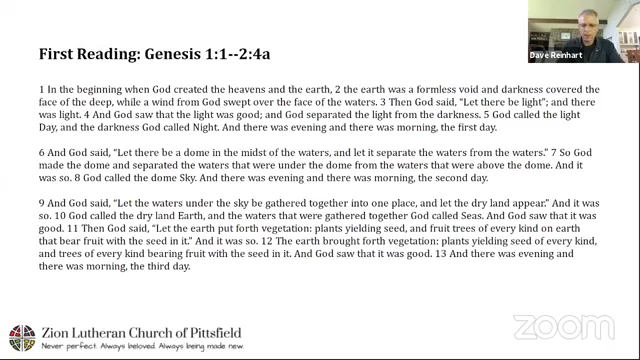 First Reading: Genesis 1:1--2:4a
Dave Reinhart
1 In the beginning when God created the heavens and the earth, 2 the earth was a formless void and darkness covered the
face of the deep, while a wind from God swept over the face of the waters. 3 Then God said, “Let there be light”; and there
was light. 4 And God saw that the light was good; and God separated the light from the darkness. 5 God called the light
Day, and the darkness God called Night. And there was evening and there was morning, the first day.
6 And God said, “Let there be a dome in the midst of the waters, and let it separate the waters from the waters.” 7 So God
made the dome and separated the waters that were under the dome from the waters that were above the dome. And it
was so. 8 God called the dome Sky. And there was evening and there was morning, the second day.
9 And God said, “Let the waters under the sky be gathered together into one place, and let the dry land appear.” And it was
so. 10 God called the dry land Earth, and the waters that were gathered together God called Seas. And God saw that it was
good. 11 Then God said, “Let the earth put forth vegetation: plants yielding seed, and fruit trees of every kind on earth
that bear fruit with the seed in it.” And it was so. 12 The earth brought forth vegetation: plants yielding seed of every kind,
and trees of every kind bearing fruit with the seed in it. And God saw that it was good. 13 And there was evening and
there was morning, the third day.
Zion Lutheran Church of Pittsfield
Never perfect. Always beloved. Always being made new.
zoom